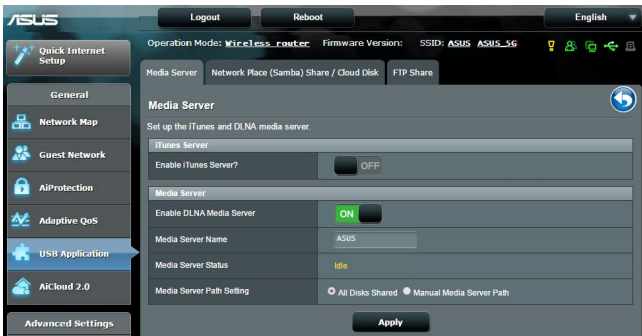 ASUS
Logout
Reboot
English
Quick Internet Setup
Operation Mode: Wireless router Firmware Version: SSID: ASUS ASUS_5G
Media Server
Network Place (Samba) Share / Cloud Disk
FTP Share
General
Network Map
Guest Network
AiProtection
Adaptive QoS
USB Application
AiCloud 2.0
Advanced Settings
Media Server
Set up the iTunes and DLNA media server.
iTunes Server
Enable iTunes Server?
OFF
Media Server
Enable DLNA Media Server
ON
Media Server Name
ASUS
Media Server Status
Idle
Media Server Path Setting
All Disks Shared
Manual Media Server Path
Apply